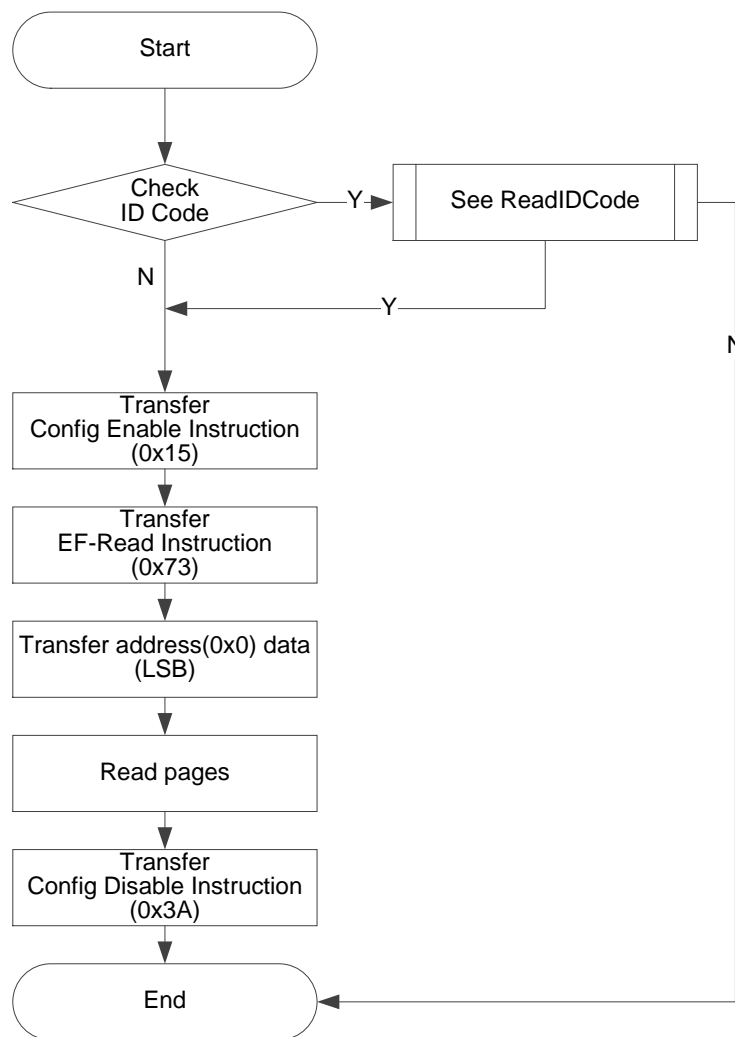 Start
Check
ID Code
Y
See ReadIDCode
N
Y
N
Transfer
Config Enable Instruction
(0x15)
Transfer
EF-Read Instruction
(0x73)
Transfer address(0x0) data
(LSB)
Read pages
Transfer
Config Disable Instruction
(0x3A)
End